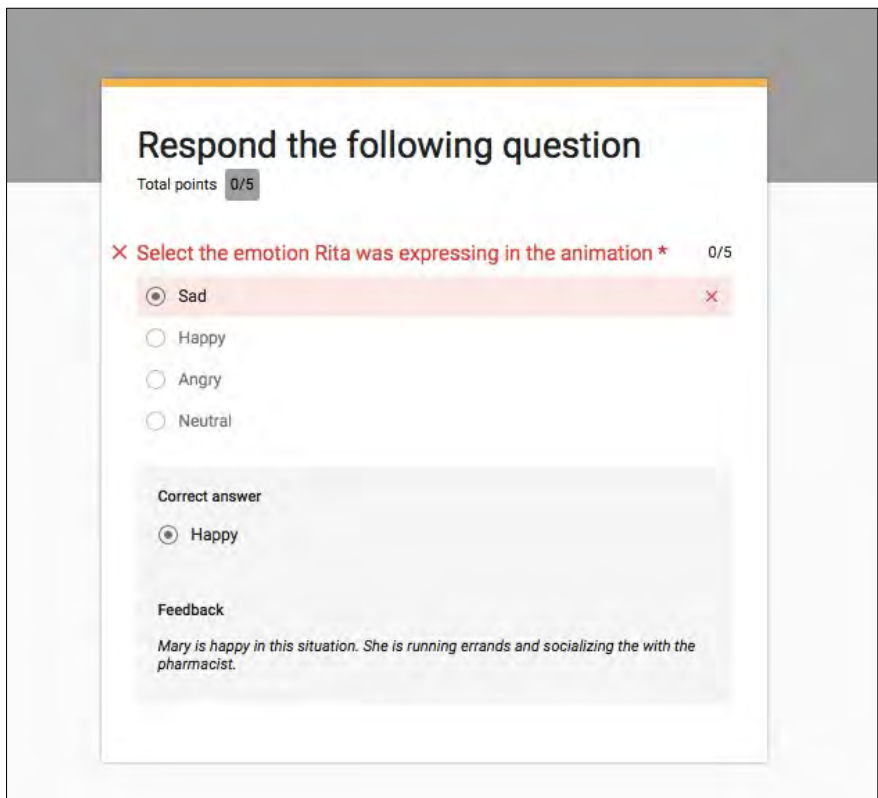 Respond the following question
Total points 0/5
Select the emotion Rita was expressing in the animation * 0/5
Sad
Happy
Angry
Neutral
Correct answer
Happy
Feedback
Mary is happy in this situation. She is running errands and socializing the with the
pharmacist.